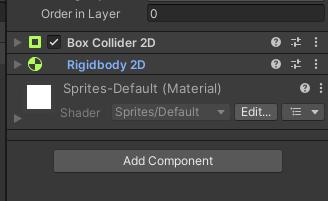 Order in Layer 0
Box Collider 2D
Rigidbody 2D
Sprites-Default (Material)
Shader Sprites/Default Edit...
Add Component